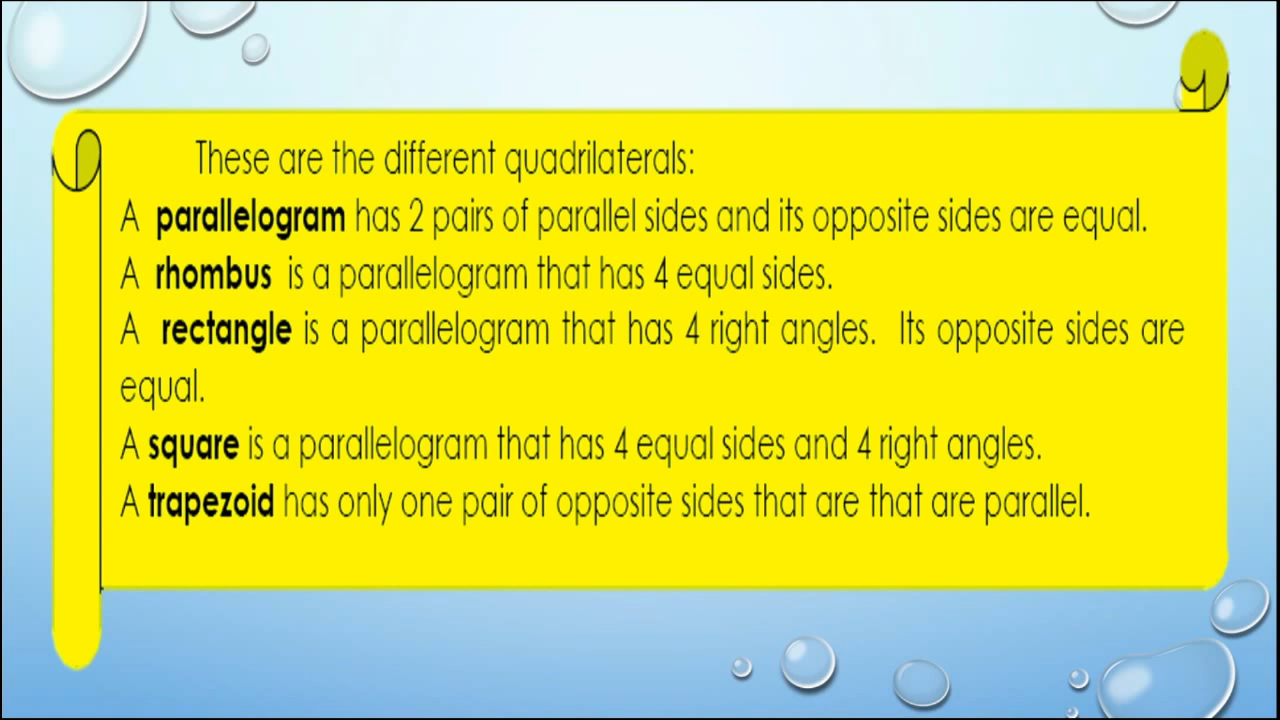 These are the different quadrilaterals:
A parallelogram has 2 pairs of parallel sides and its opposite sides are equal.
A rhombus is a parallelogram that has 4 equal sides.
A rectangle is a parallelogram that has 4 right angles. Its opposite sides are
equal.
A square is a parallelogram that has 4 equal sides and 4 right angles.
A trapezoid has only one pair of opposite sides that are that are parallel.